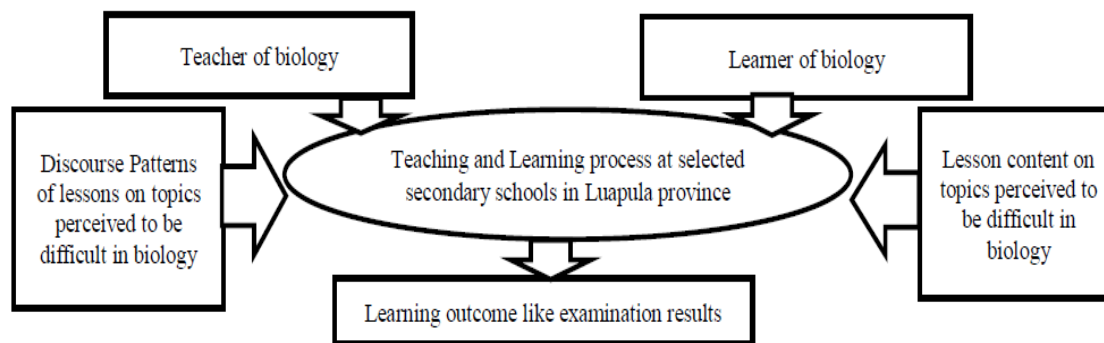 Teacher of biology
Learner of biology
Discourse Patterns
of lessons on topics
perceived to be
difficult in biology
Teaching and Learning process at selected
secondary schools in Luapula province
Lesson content on
topics perceived to
be difficult in
biology
Learning outcome like examination results